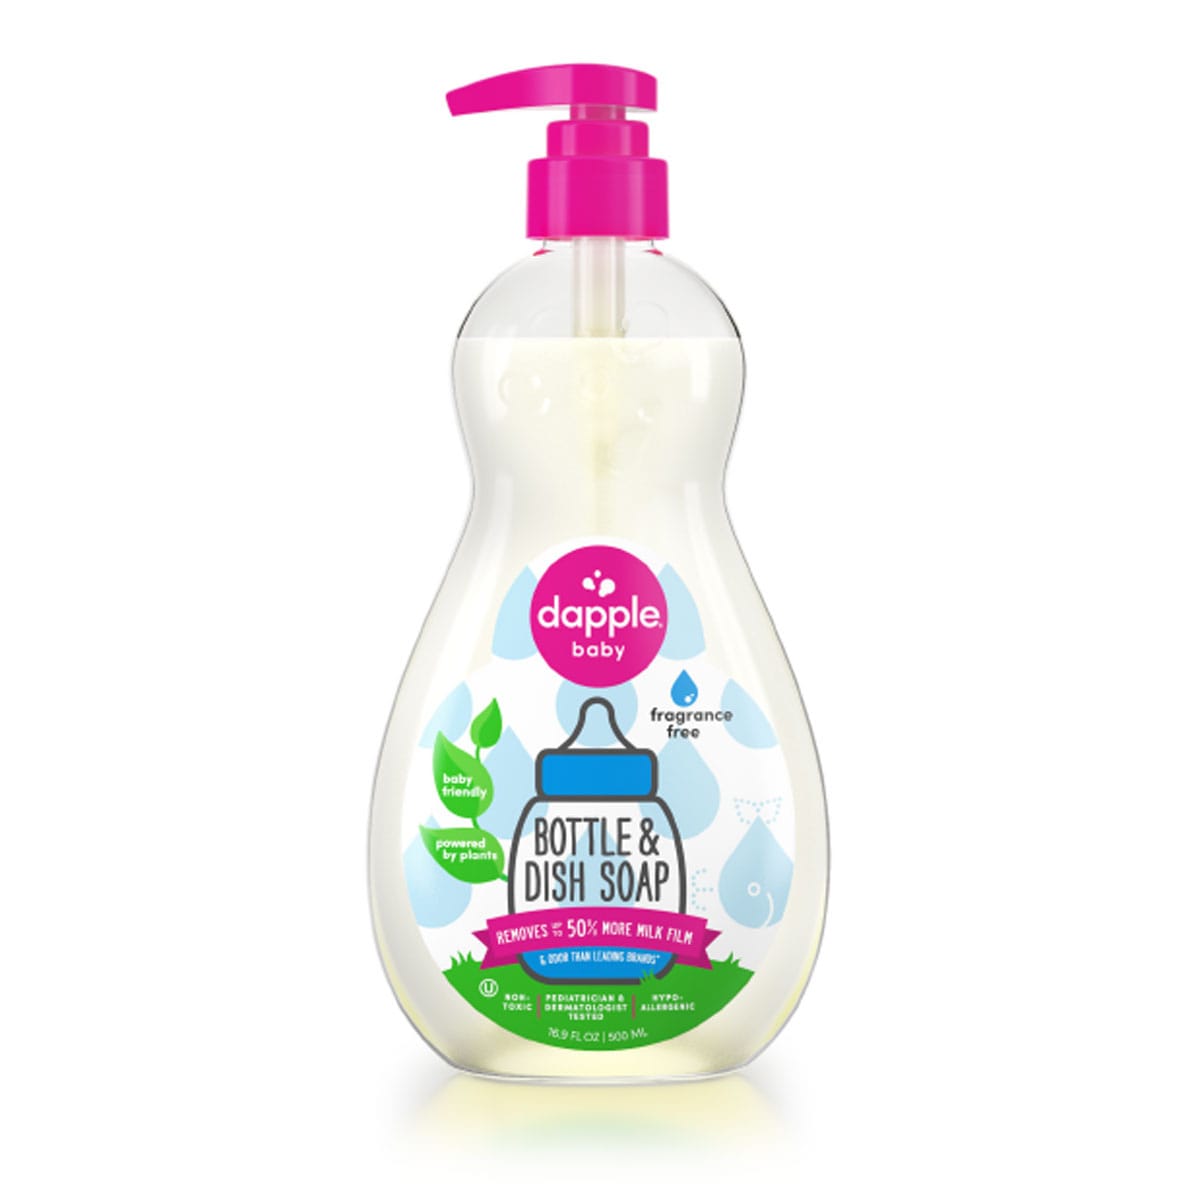 dapple®
baby
fragrance
free
baby
friendly
powered
by plants
BOTTLE &
DISH SOAP
REMOVES UP TO 50% MORE MILK FILM
& ODOR THAN LEADING BRANDS*
U
NON-
TOXIC
PEDIATRICIAN &
DERMATOLOGIST
TESTED
HYPO-
ALLERGENIC
16.9 FL OZ | 500 ML